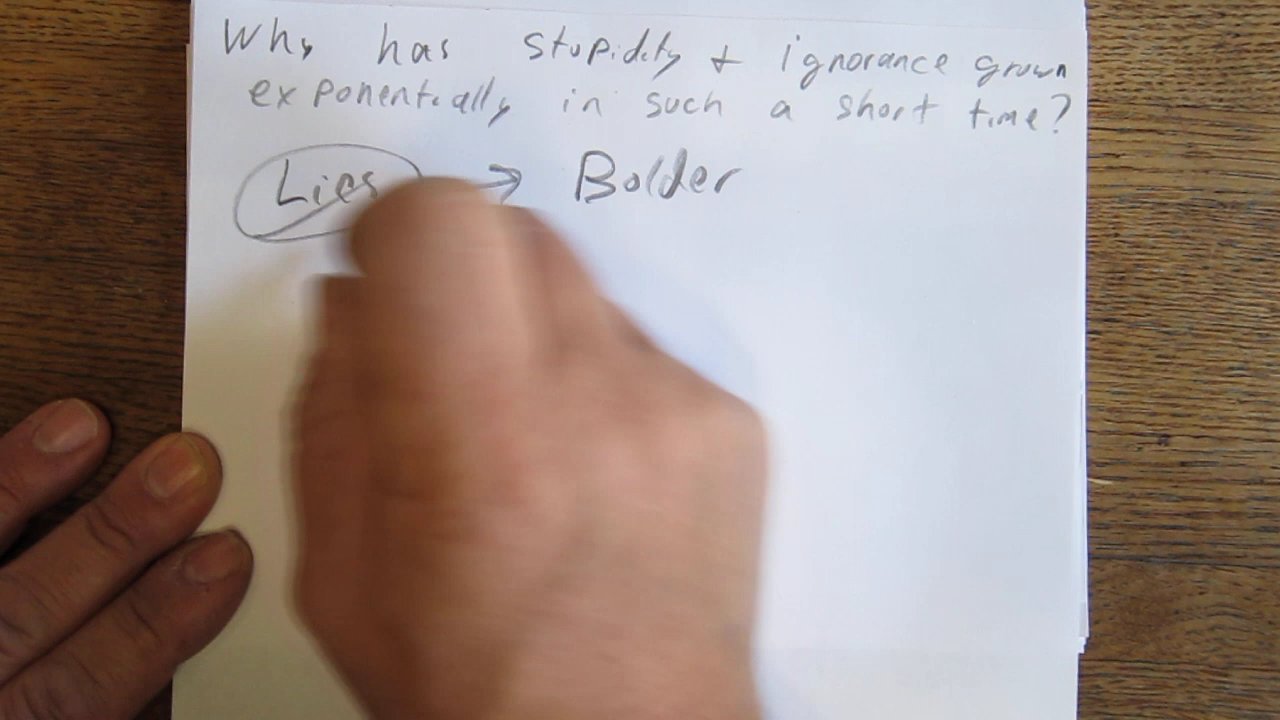 Why has stupidity + ignorance grown
exponentially in such a short time?
Lies → Bolder